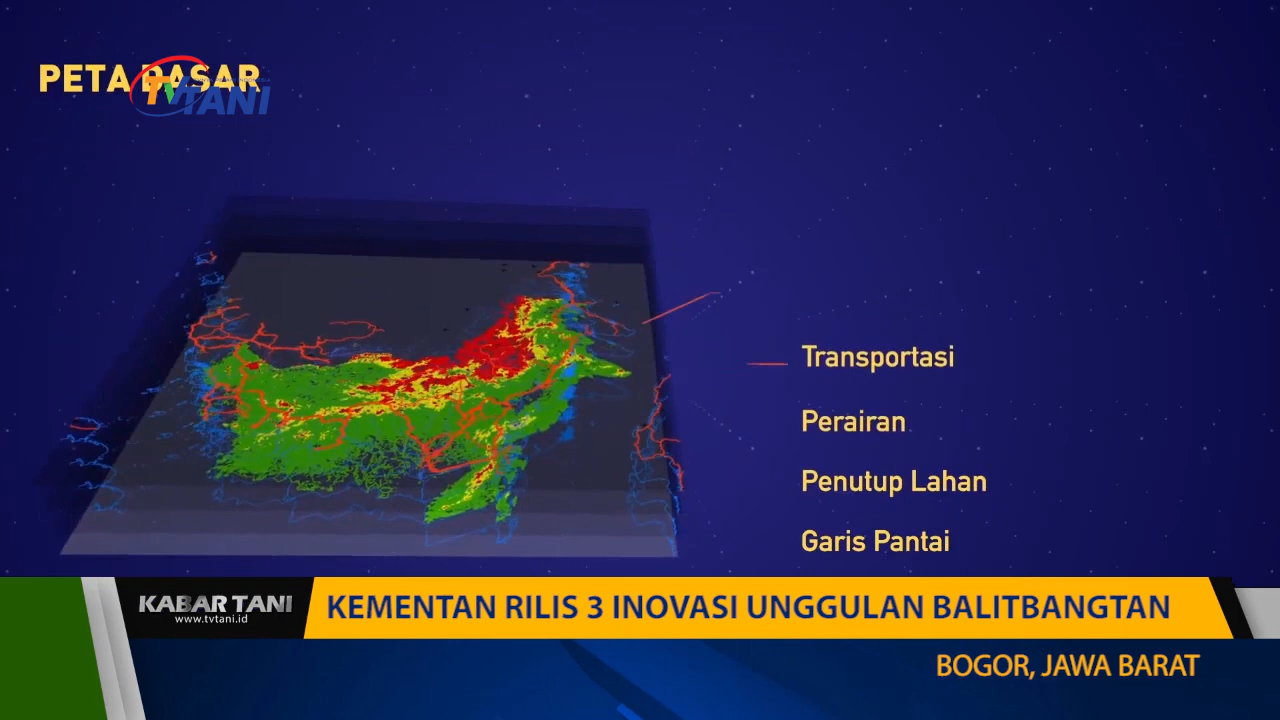 PETA DASAR
TVTANI
Transportasi
Perairan
Penutup Lahan
Garis Pantai
KABAR TANI
www.tvtani.id
KEMENTAN RILIS 3 INOVASI UNGGULAN BALITBANGTAN
BOGOR, JAWA BARAT